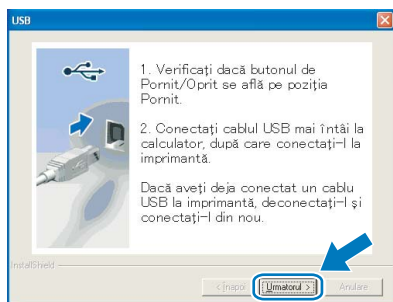 USB
1. Verificați dacă butonul de
Pornit/Oprit se află pe poziția
Pornit.
2. Conectați cablul USB mai întâi la
calculator, după care conectați-l la
imprimantă.
Dacă aveți deja conectat un cablu
USB la imprimantă, deconectați-l și
conectați-l din nou.
InstallShield
< Înapoi Urmatorul > Anulare